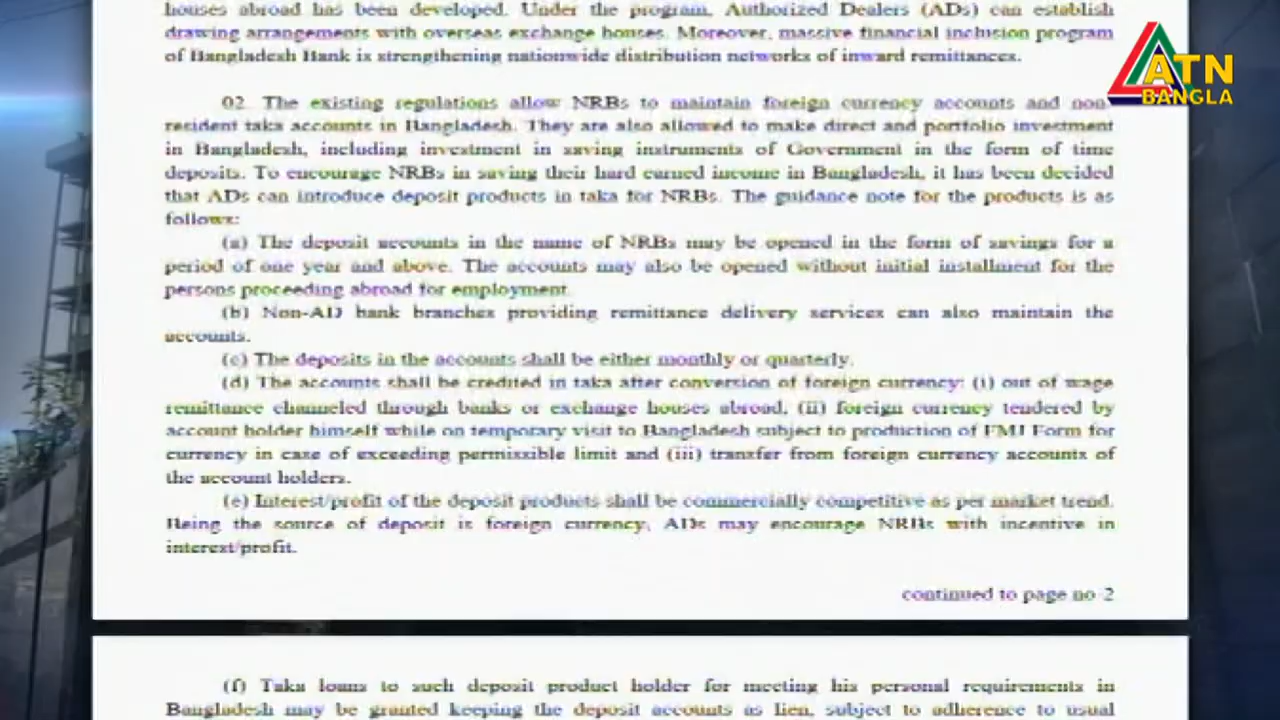 houses abroad has been developed. Under the program, Authorized Dealers (ADs) can establish
drawing arrangements with overseas exchange houses. Moreover, massive financial inclusion program
of Bangladesh Bank is strengthening nationwide distribution networks of inward remittances.
ATN
BANGLA
02. The existing regulations allow NRBs to maintain foreign currency accounts and non-
resident taka accounts in Bangladesh. They are also allowed to make direct and portfolio investment
in Bangladesh, including investment in saving instruments of Government in the form of time
deposits. To encourage NRBs in saving their hard earned income in Bangladesh, it has been decided
that ADs can introduce deposit products in taka for NRBs. The guidance note for the products is as
follows:
(a) The deposit accounts in the name of NRBs may be opened in the form of savings for a
period of one year and above. The accounts may also be opened without initial installment for the
persons proceeding abroad for employment.
(b) Non-AD bank branches providing remittance delivery services can also maintain the
accounts.
(c) The deposits in the accounts shall be either monthly or quarterly.
(d) The accounts shall be credited in taka after conversion of foreign currency: (i) out of wage
remittance channeled through banks or exchange houses abroad, (ii) foreign currency tendered by
account holder himself while on temporary visit to Bangladesh subject to production of FMJ Form for
currency in case of exceeding permissible limit and (iii) transfer from foreign currency accounts of
the account holders.
(e) Interest/profit of the deposit products shall be commercially competitive as per market trend.
Being the source of deposit is foreign currency, ADs may encourage NRBs with incentive in
interest/profit.
continued to page no-2
(f) Taka loans to such deposit product holder for meeting his personal requirements in
Bangladesh may be granted keeping the deposit accounts as lien, subject to adherence to usual